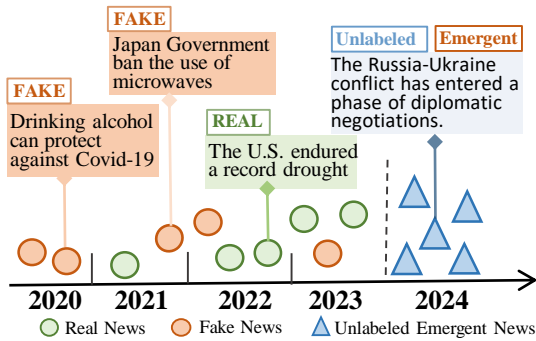 FAKE
Japan Government
ban the use of
microwaves
Unlabeled Emergent
The Russia-Ukraine
conflict has entered a
phase of diplomatic
negotiations.
FAKE
Drinking alcohol
can protect
against Covid-19
REAL
The U.S. endured
a record drought
2020 2021 2022 2023 2024
Real News Fake News Unlabeled Emergent News